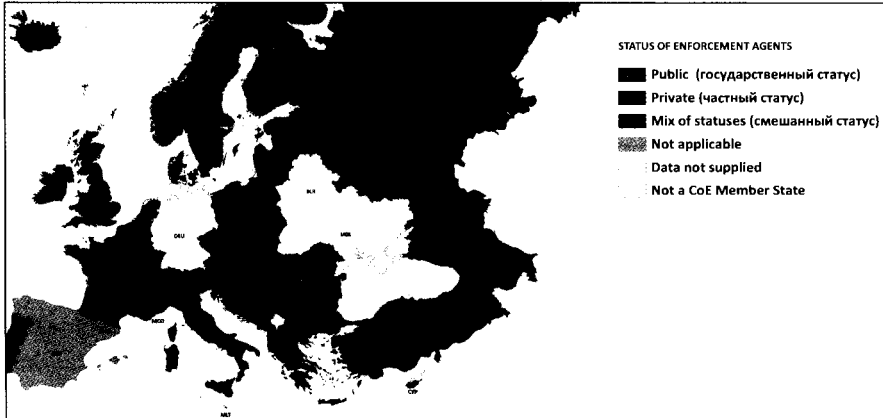 STATUS OF ENFORCEMENT AGENTS
Public (государственный статус)
Private (частный статус)
Mix of statuses (смешанный статус)
Not applicable
Data not supplied
Not a CoE Member State
BLR
DEU
MCO
CYP
MLT